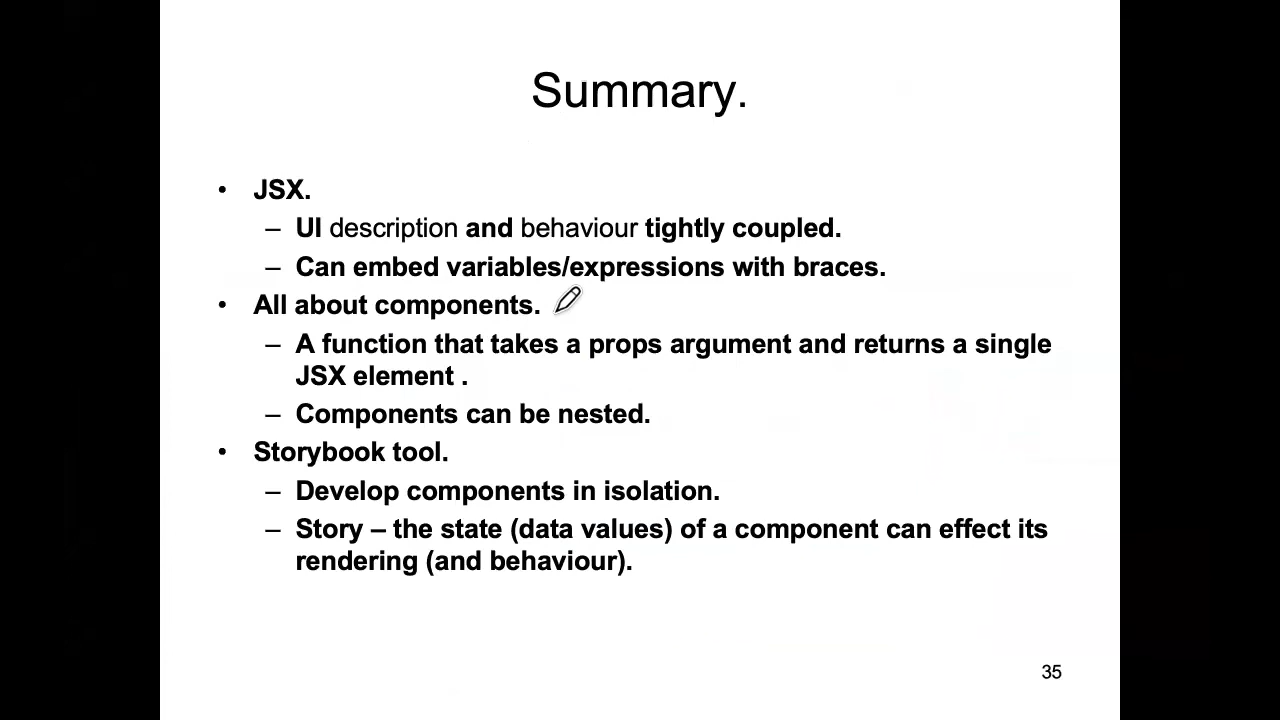 Summary.
• JSX.
– UI description and behaviour tightly coupled.
– Can embed variables/expressions with braces.
• All about components.
– A function that takes a props argument and returns a single
JSX element .
– Components can be nested.
• Storybook tool.
– Develop components in isolation.
– Story – the state (data values) of a component can effect its
rendering (and behaviour).
35